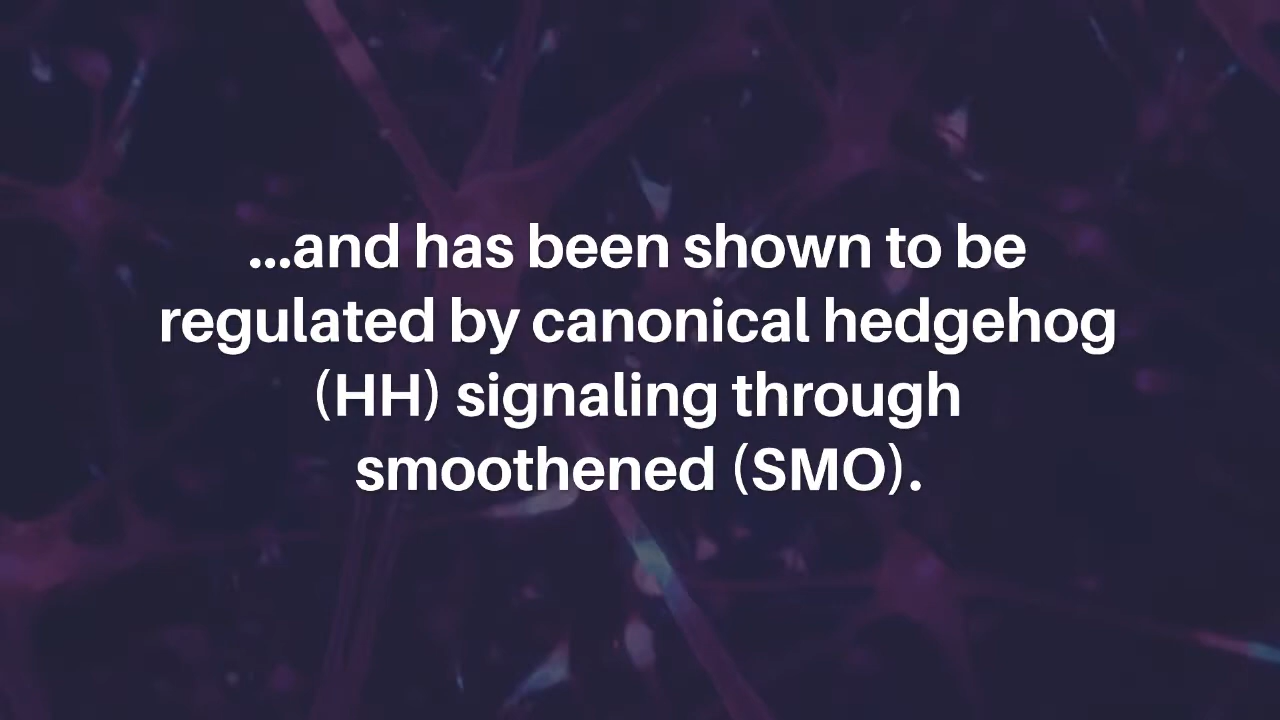 ...and has been shown to be
regulated by canonical hedgehog
(HH) signaling through
smoothened (SMO).